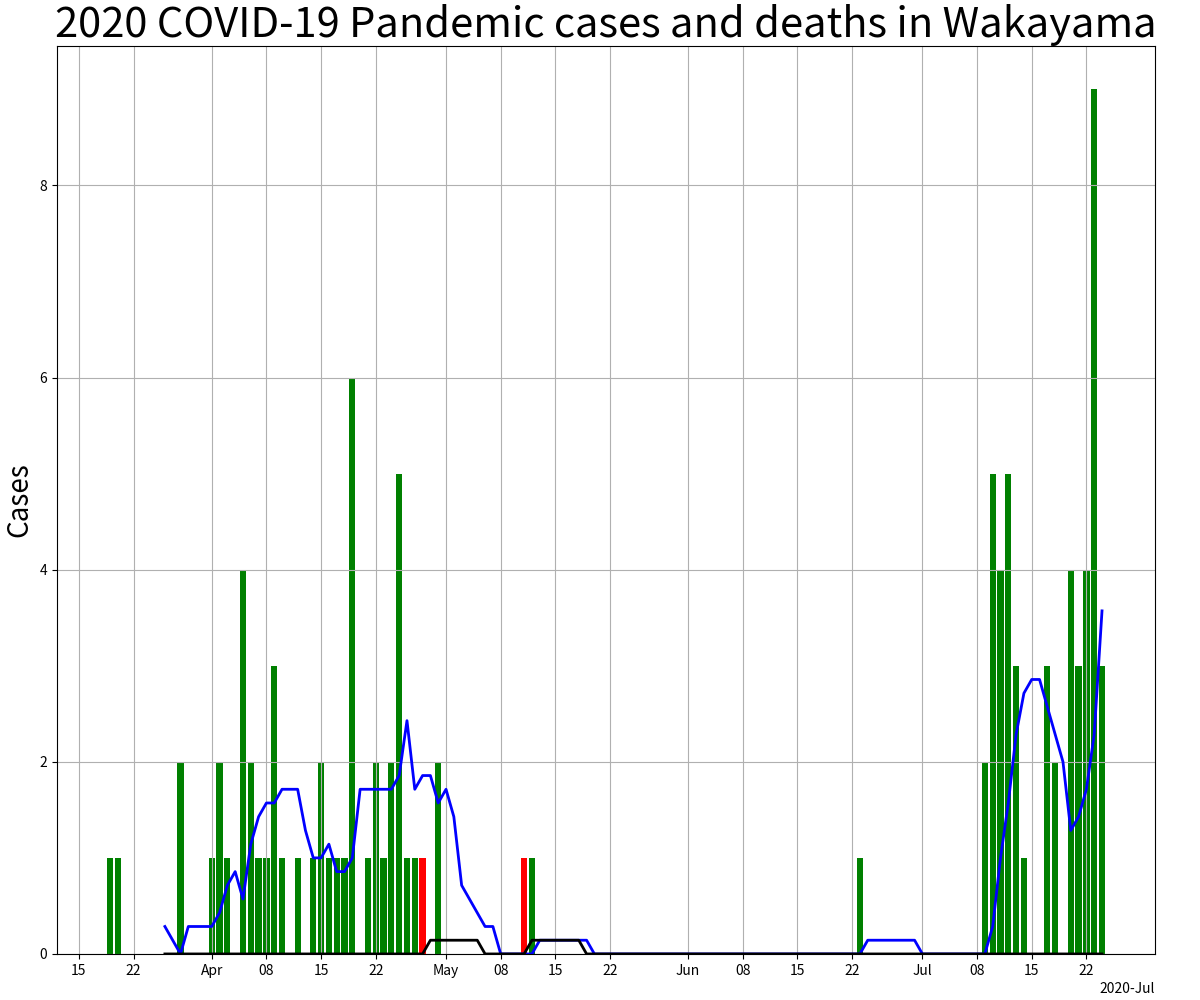 2020 COVID-19 Pandemic cases and deaths in Wakayama
Cases
8
6
4
2
0
15 22 Apr 08 15 22 May 08 15 22 Jun 08 15 22 Jul 08 15 22
2020-Jul